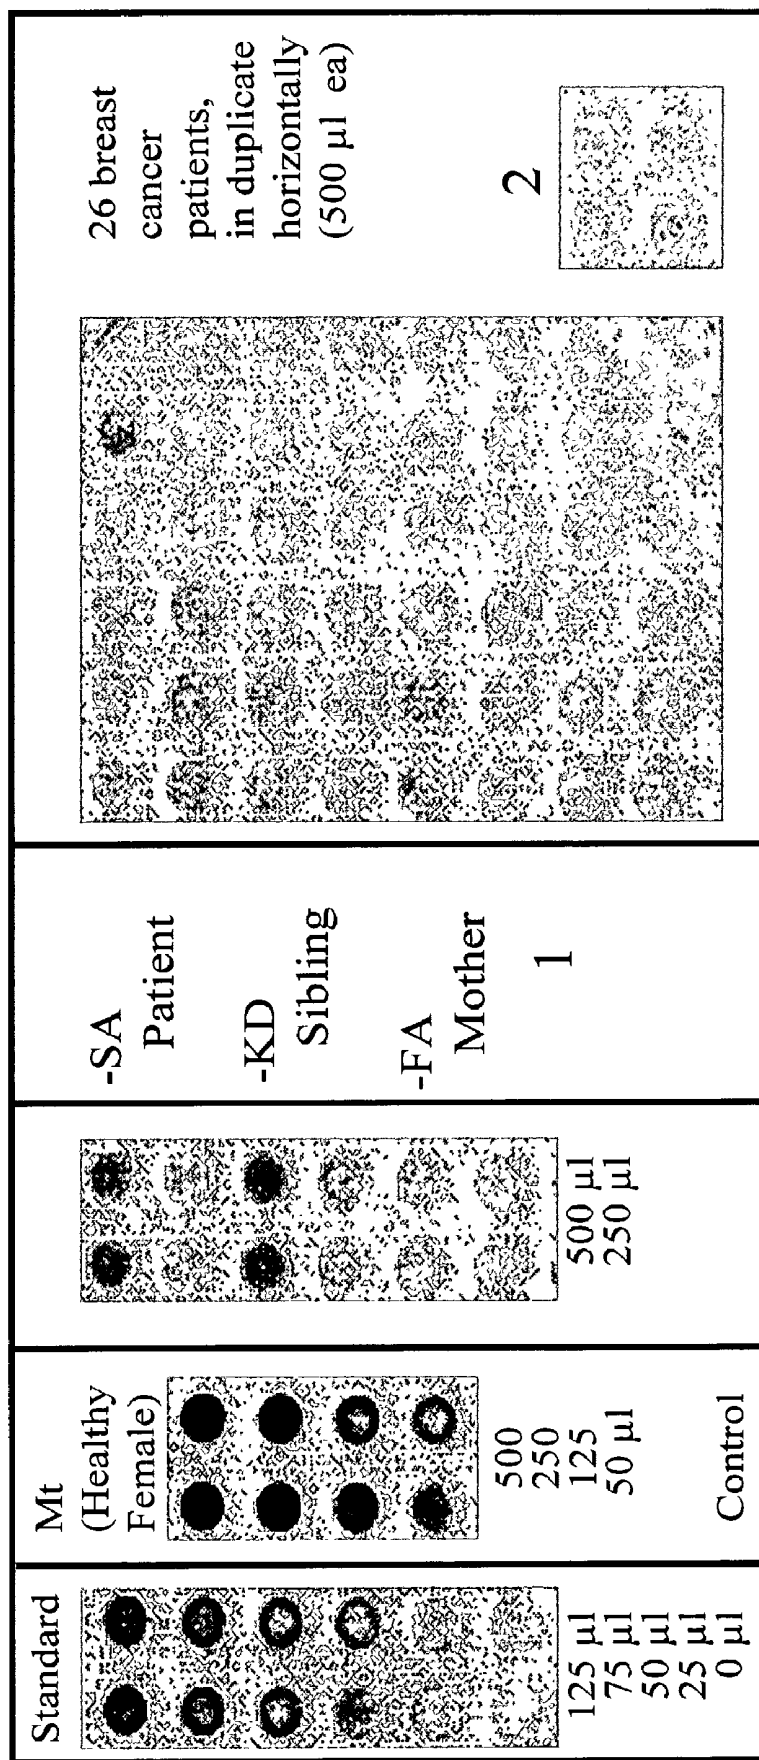 Standard
125 µl
75 µl
50 µl
25 µl
0 µl
Mt
(Healthy
Female)
500
250
125
50 µl
Control
500 µl
250 µl
-SA
Patient
-KD
Sibling
-FA
Mother
1
26 breast
cancer
patients,
in duplicate
horizontally
(500 µl ea)
2